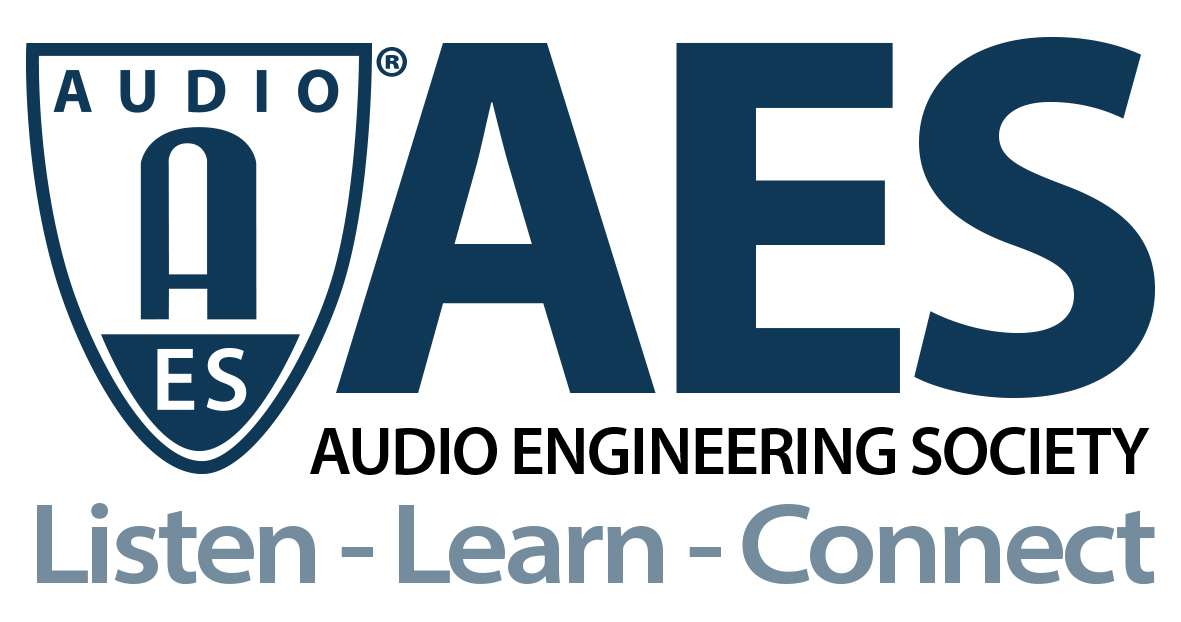 AUDIO
A
ES
®
AES
AUDIO ENGINEERING SOCIETY
Listen - Learn - Connect